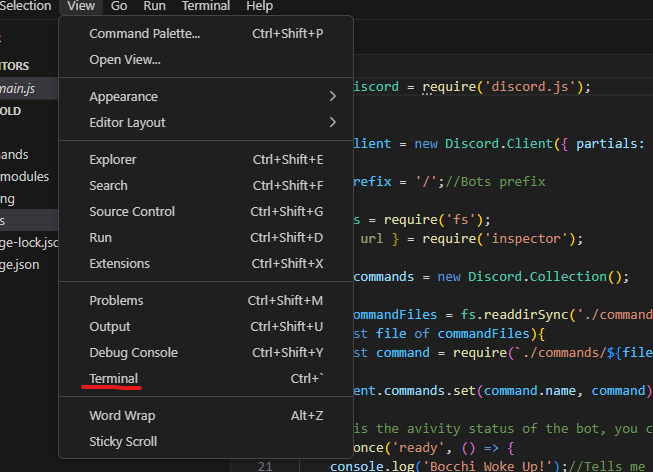 Selection View Go Run Terminal Help
Command Palette... Ctrl+Shift+P
Open View...
Appearance
Editor Layout
Explorer Ctrl+Shift+E
Search Ctrl+Shift+F
Source Control Ctrl+Shift+G
Run Ctrl+Shift+D
Extensions Ctrl+Shift+X
Problems Ctrl+Shift+M
Output Ctrl+Shift+U
Debug Console Ctrl+Shift+Y
Terminal Ctrl+`
Word Wrap Alt+Z
Sticky Scroll
ITORS
main.js
OLD
ands
modules
ng
s
ge-lock.jsc
ge.json
iscord = require('discord.js');
lient = new Discord.Client({ partials:
refix = '/';//Bots prefix
s = require('fs');
url } = require('inspector');
commands = new Discord.Collection();
ommandFiles = fs.readdirSync('./command
st file of commandFiles){
st command = require(`./commands/${file
ent.commands.set(command.name, command)
is the avivity status of the bot, you c
once('ready', () => {
21 console.log('Bocchi Woke Up!');//Tells me